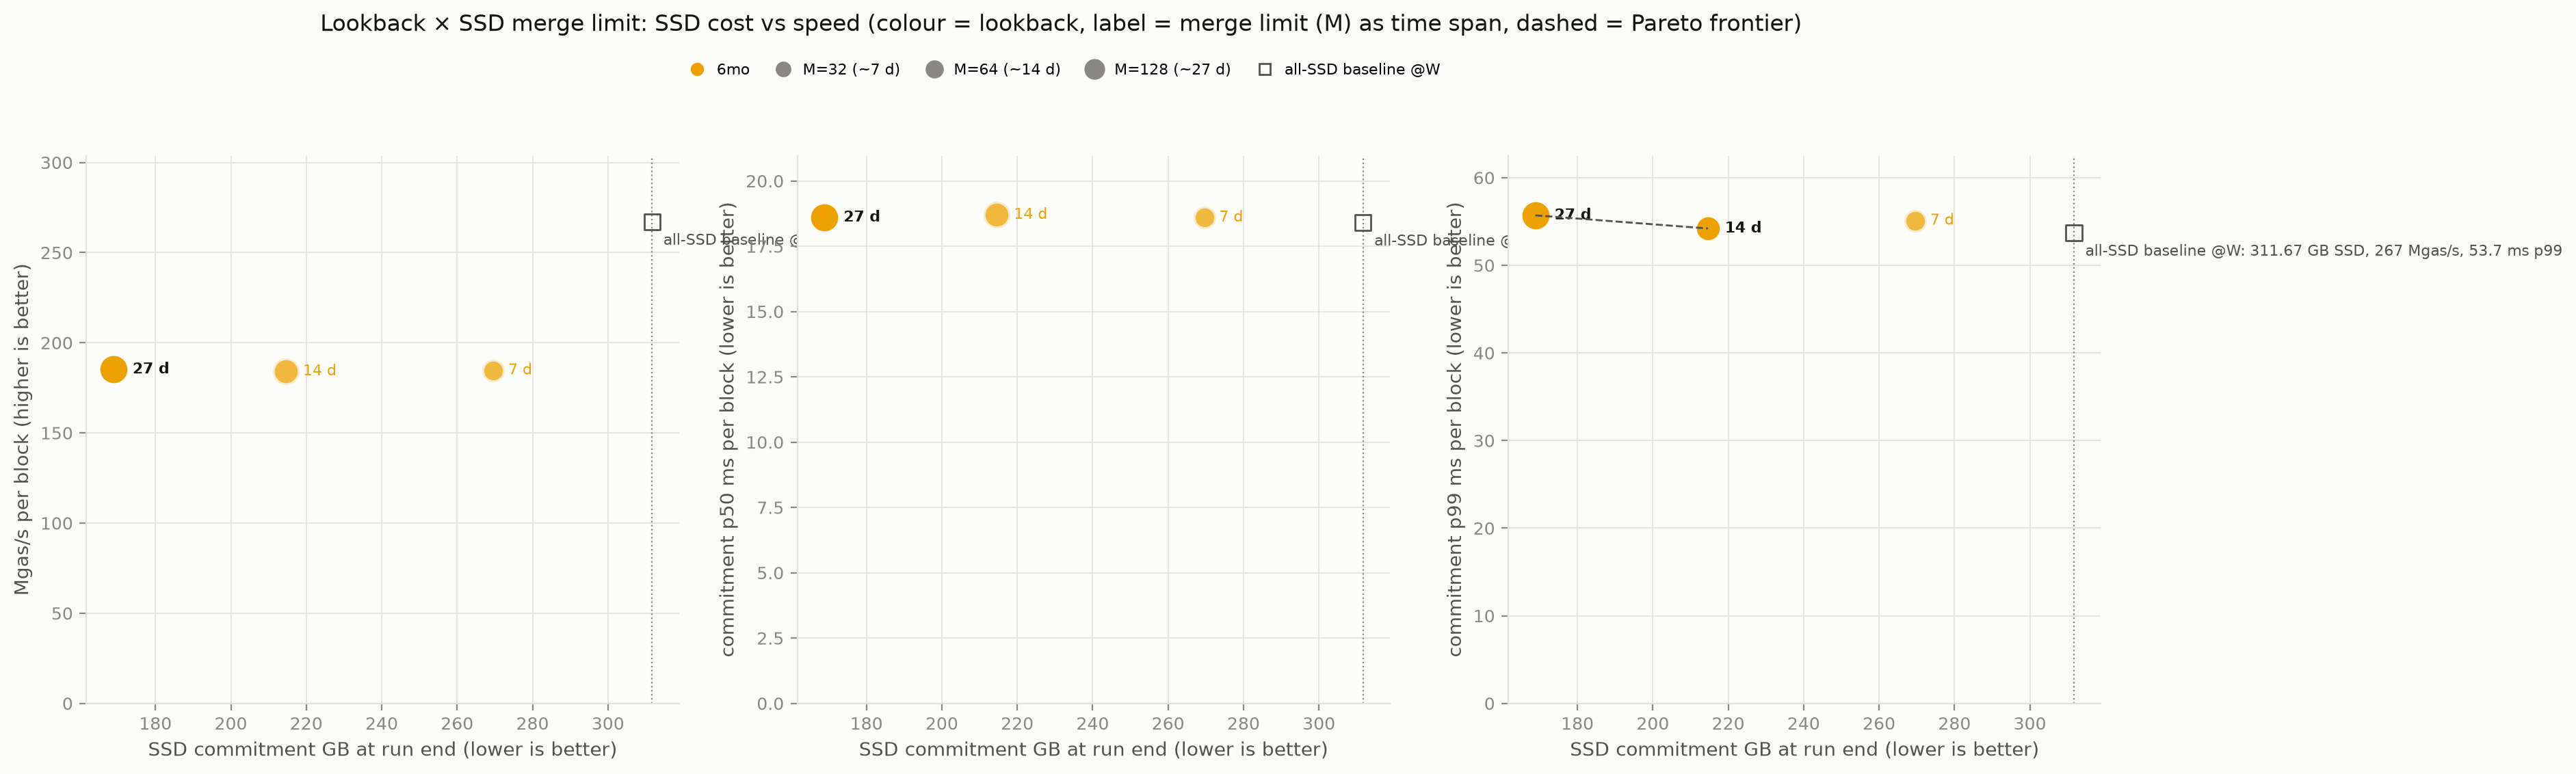 Lookback × SSD merge limit: SSD cost vs speed (colour = lookback, label = merge limit (M) as time span, dashed = Pareto frontier)
6mo
M=32 (~7 d)
M=64 (~14 d)
M=128 (~27 d)
all-SSD baseline @W
Mgas/s per block (higher is better)
300
250
200
150
100
50
0
27 d
14 d
7 d
all-SSD baseline @
180
200
220
240
260
280
300
SSD commitment GB at run end (lower is better)
commitment p50 ms per block (lower is better)
20.0
17.5
15.0
12.5
10.0
7.5
5.0
2.5
0.0
27 d
14 d
7 d
all-SSD baseline @
180
200
220
240
260
280
300
SSD commitment GB at run end (lower is better)
commitment p99 ms per block (lower is better)
60
50
40
30
20
10
0
27 d
14 d
7 d
all-SSD baseline @W: 311.67 GB SSD, 267 Mgas/s, 53.7 ms p99
180
200
220
240
260
280
300
SSD commitment GB at run end (lower is better)